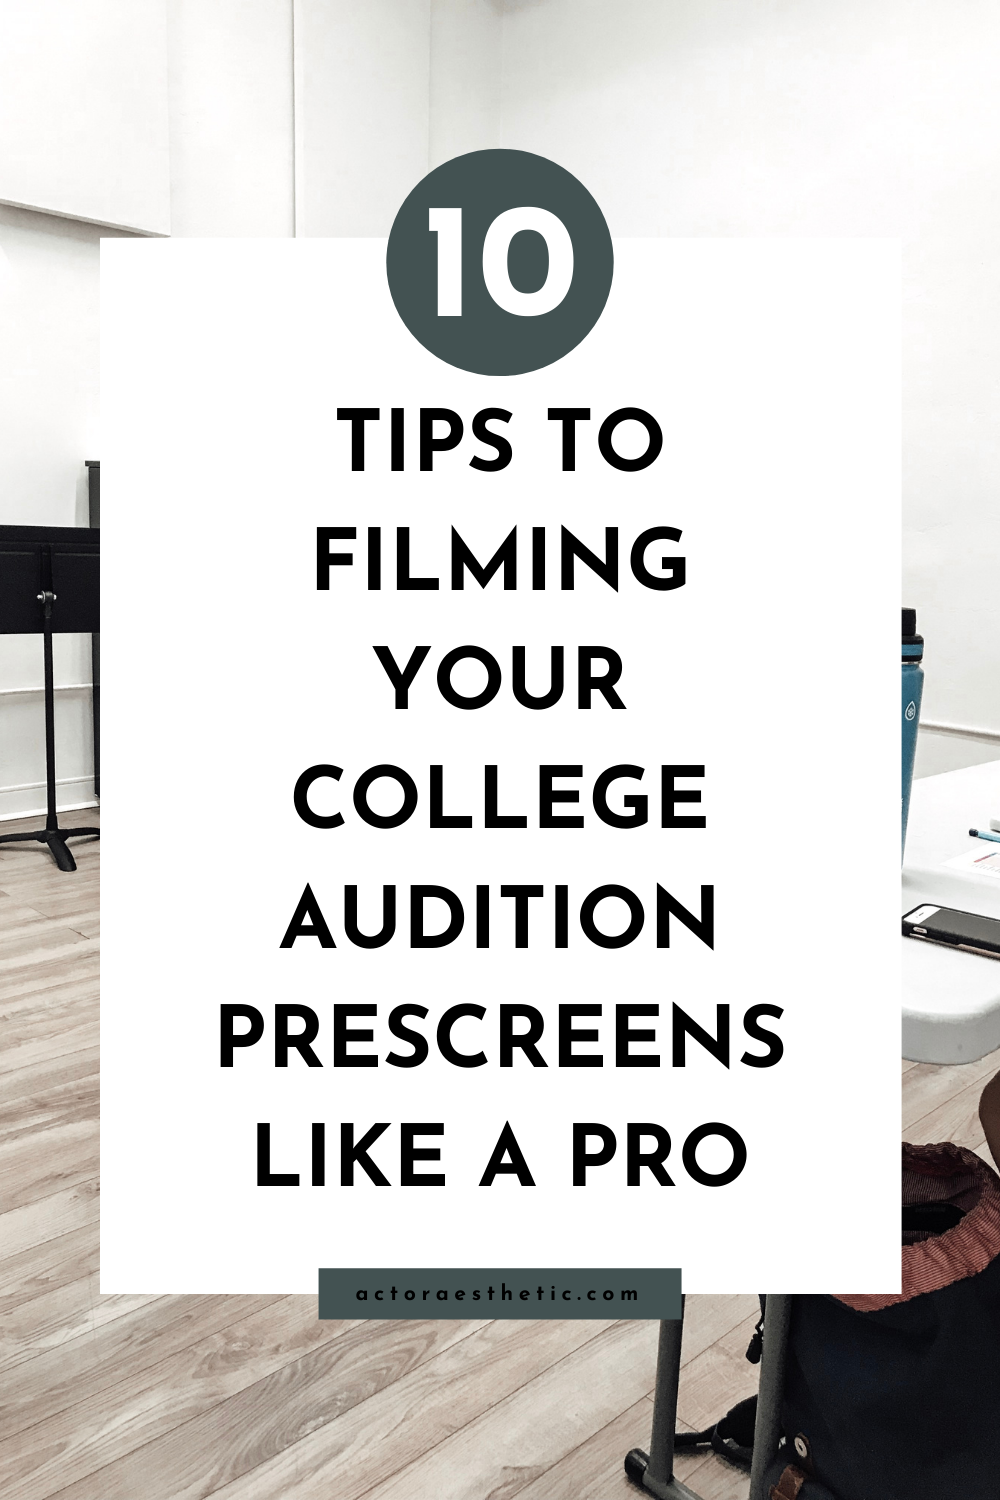 10
TIPS TO
FILMING
YOUR
COLLEGE
AUDITION
PRESCREENS
LIKE A PRO
actoraesthetic.com